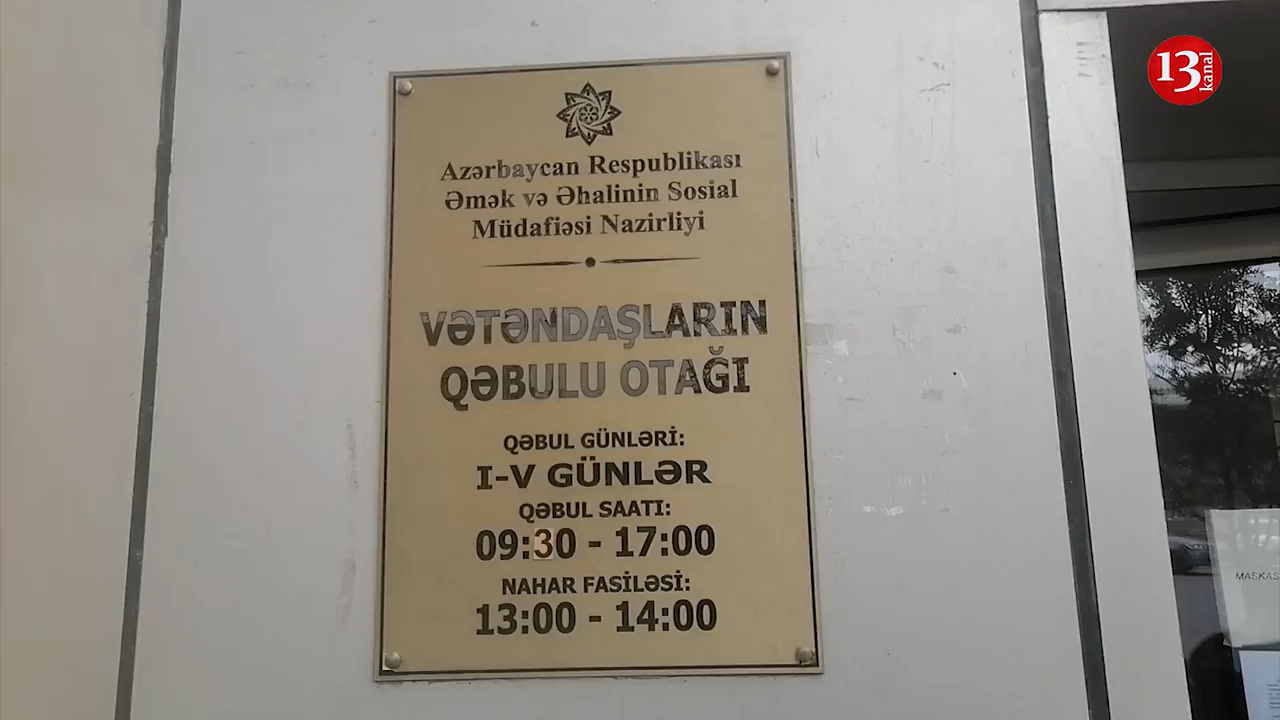 13
kanal
Azərbaycan Respublikası
Əmək və Əhalinin Sosial
Müdafiəsi Nazirliyi
VƏTƏNDAŞLARIN
QƏBULU OTAĞI
QƏBUL GÜNLƏRİ:
I-V GÜNLƏR
QƏBUL SAATI:
09:30 - 17:00
NAHAR FASİLƏSİ:
13:00 - 14:00
MASKAS